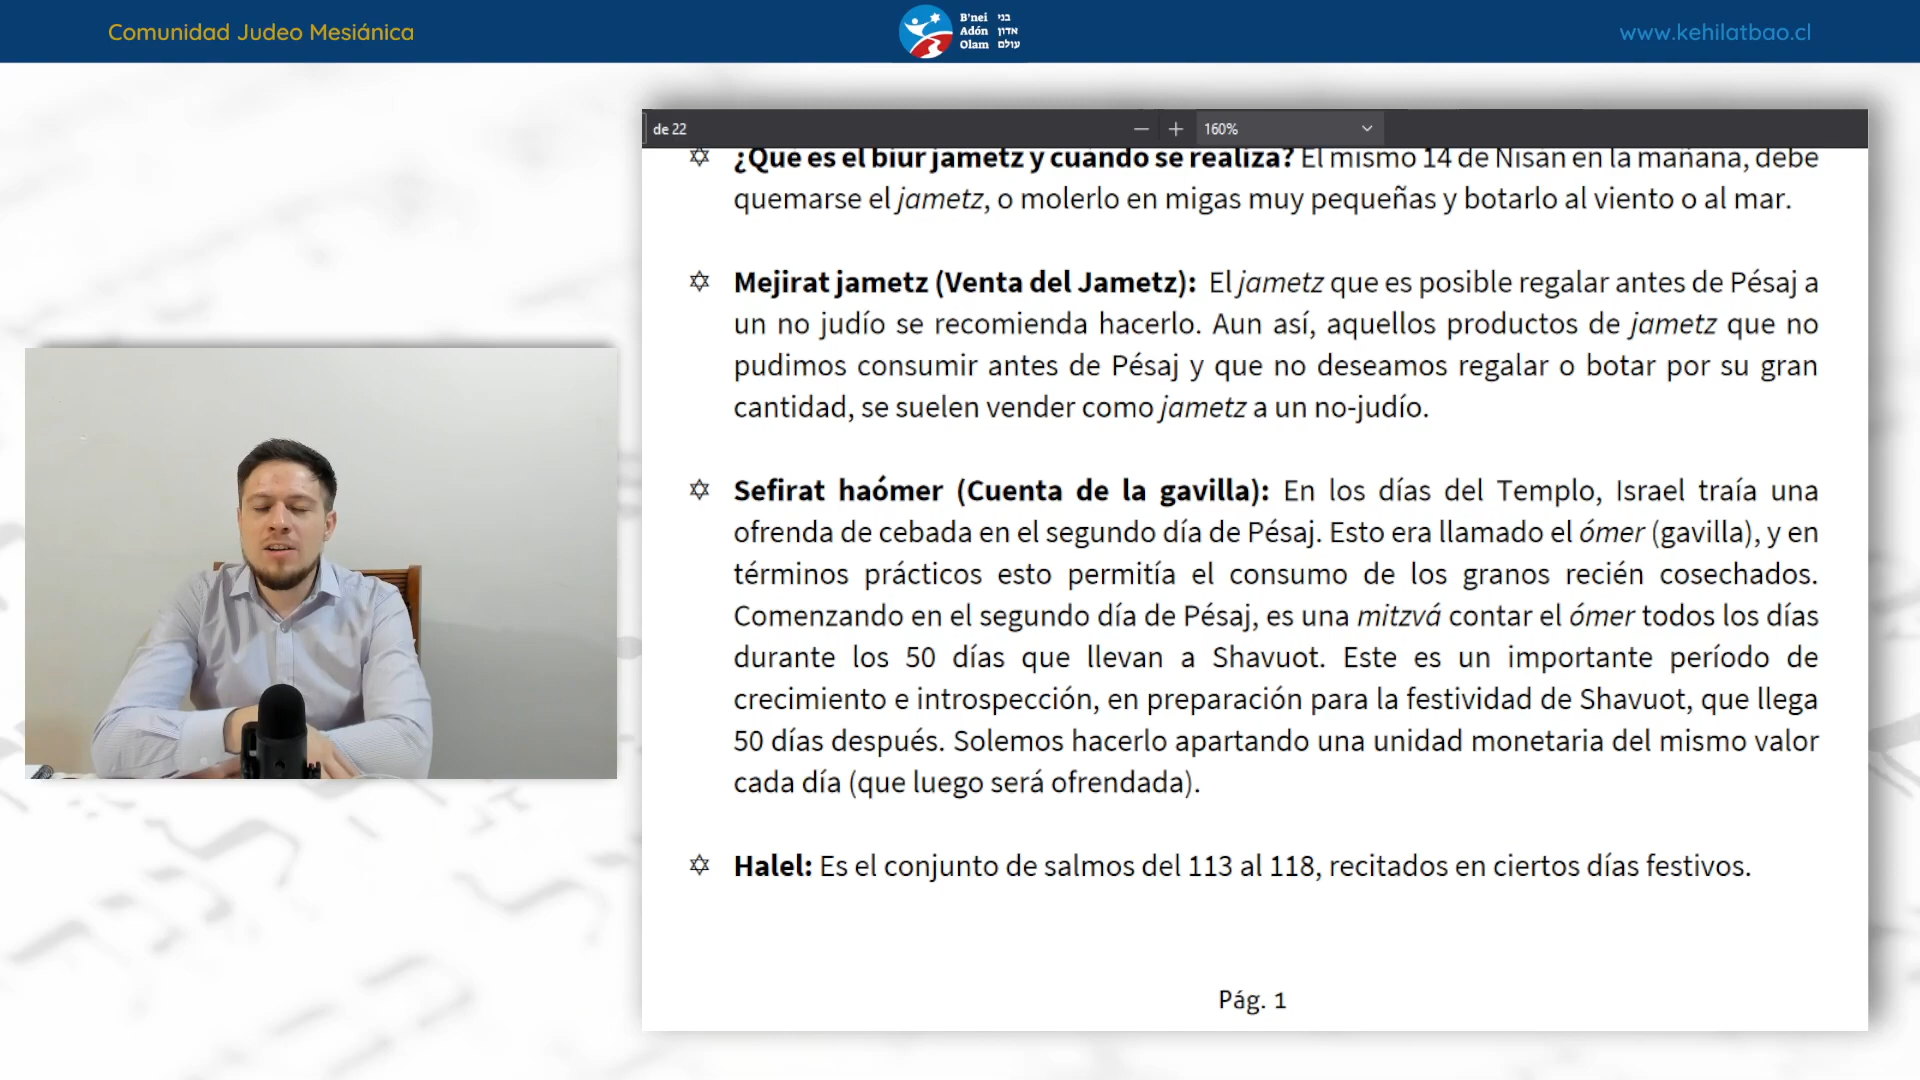 Comunidad Judeo Mesiánica
B'nei בני
Adón אדון
Olam עולם
www.kehilatbao.cl
de 22
160%
¿Qué es el biur jametz y cuándo se realiza? El mismo 14 de Nisán en la mañana, debe
quemarse el jametz, o molerlo en migas muy pequeñas y botarlo al viento o al mar.
Mejirat jametz (Venta del Jametz): El jametz que es posible regalar antes de Pésaj a
un no judío se recomienda hacerlo. Aun así, aquellos productos de jametz que no
pudimos consumir antes de Pésaj y que no deseamos regalar o botar por su gran
cantidad, se suelen vender como jametz a un no-judío.
Sefirat haómer (Cuenta de la gavilla): En los días del Templo, Israel traía una
ofrenda de cebada en el segundo día de Pésaj. Esto era llamado el ómer (gavilla), y en
términos prácticos esto permitía el consumo de los granos recién cosechados.
Comenzando en el segundo día de Pésaj, es una mitzvá contar el ómer todos los días
durante los 50 días que llevan a Shavuot. Este es un importante período de
crecimiento e introspección, en preparación para la festividad de Shavuot, que llega
50 días después. Solemos hacerlo apartando una unidad monetaria del mismo valor
cada día (que luego será ofrendada).
Halel: Es el conjunto de salmos del 113 al 118, recitados en ciertos días festivos.
Pág. 1